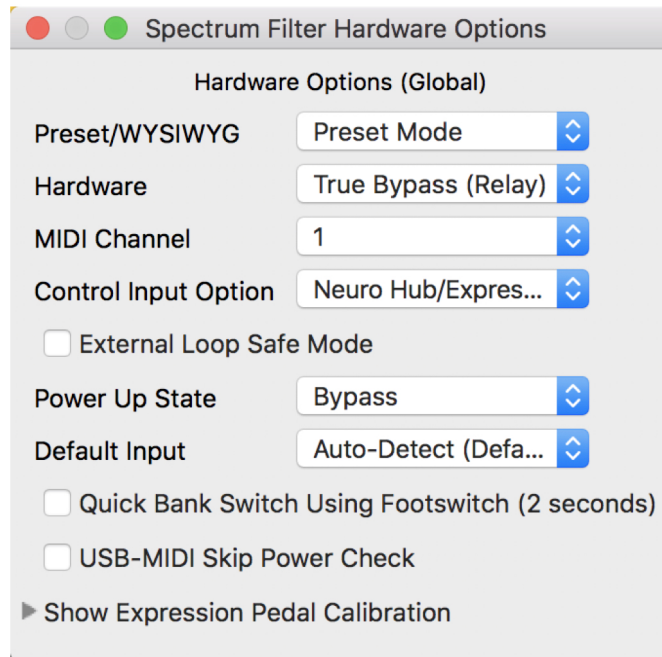 Spectrum Filter Hardware Options
Hardware Options (Global)
Preset/WYSIWYG Preset Mode
Hardware True Bypass (Relay)
MIDI Channel 1
Control Input Option Neuro Hub/Expres...
External Loop Safe Mode
Power Up State Bypass
Default Input Auto-Detect (Defa...
Quick Bank Switch Using Footswitch (2 seconds)
USB-MIDI Skip Power Check
Show Expression Pedal Calibration